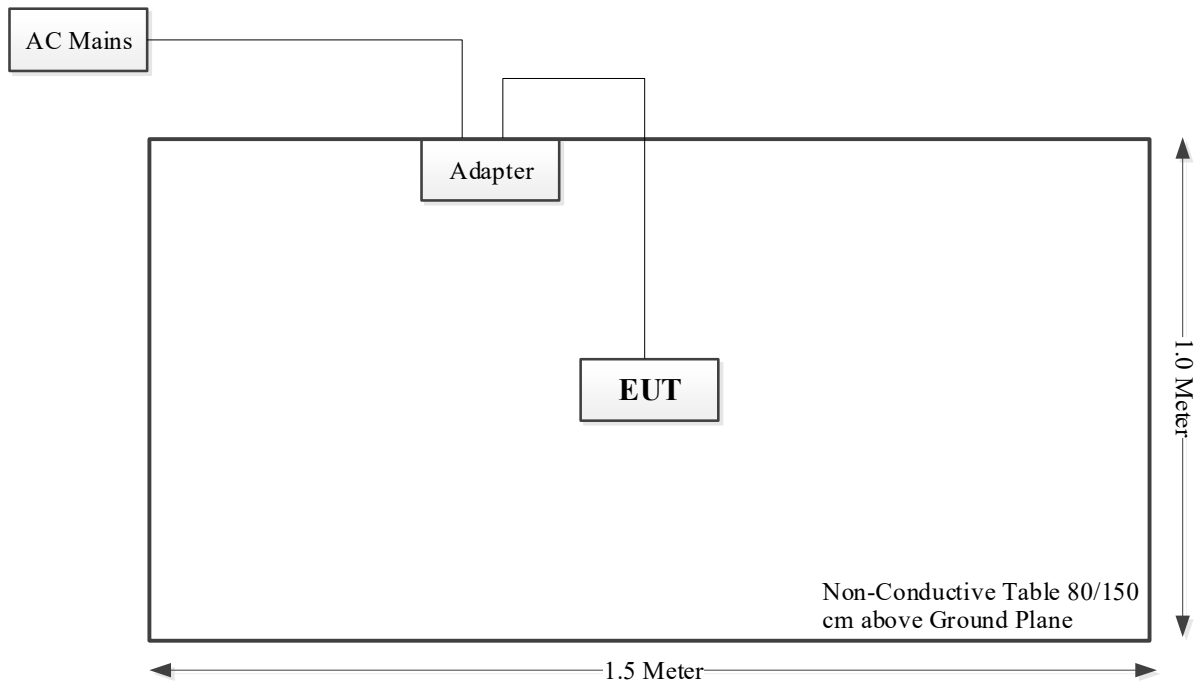 AC Mains
Adapter
EUT
1.0 Meter
Non-Conductive Table 80/150
cm above Ground Plane
1.5 Meter